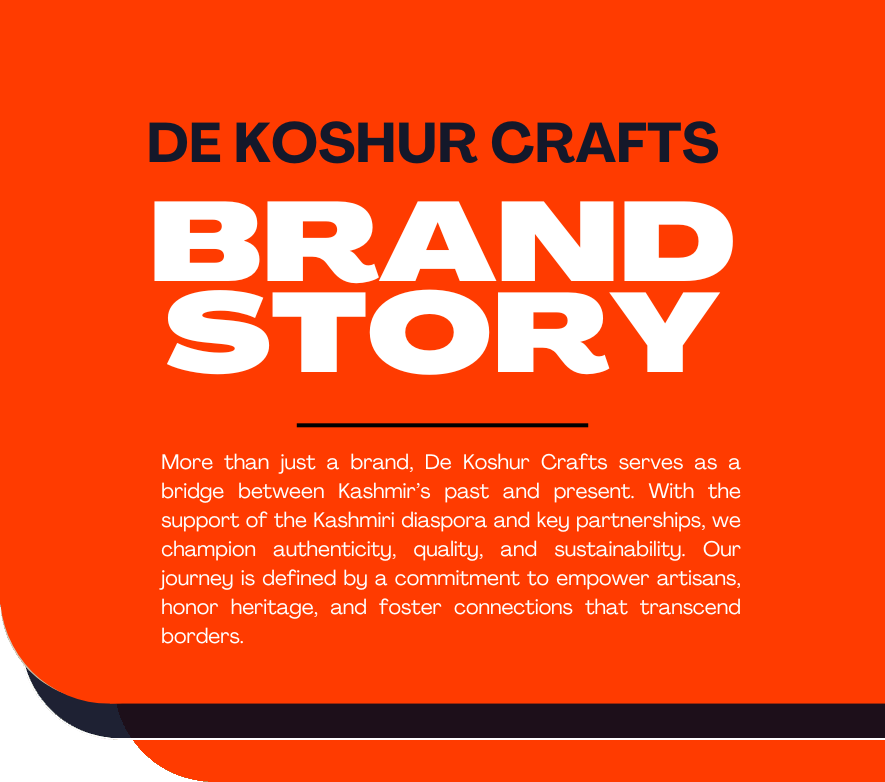 DE KOSHUR CRAFTS
BRAND
STORY
More than just a brand, De Koshur Crafts serves as a
bridge between Kashmir’s past and present. With the
support of the Kashmiri diaspora and key partnerships, we
champion authenticity, quality, and sustainability. Our
journey is defined by a commitment to empower artisans,
honor heritage, and foster connections that transcend
borders.